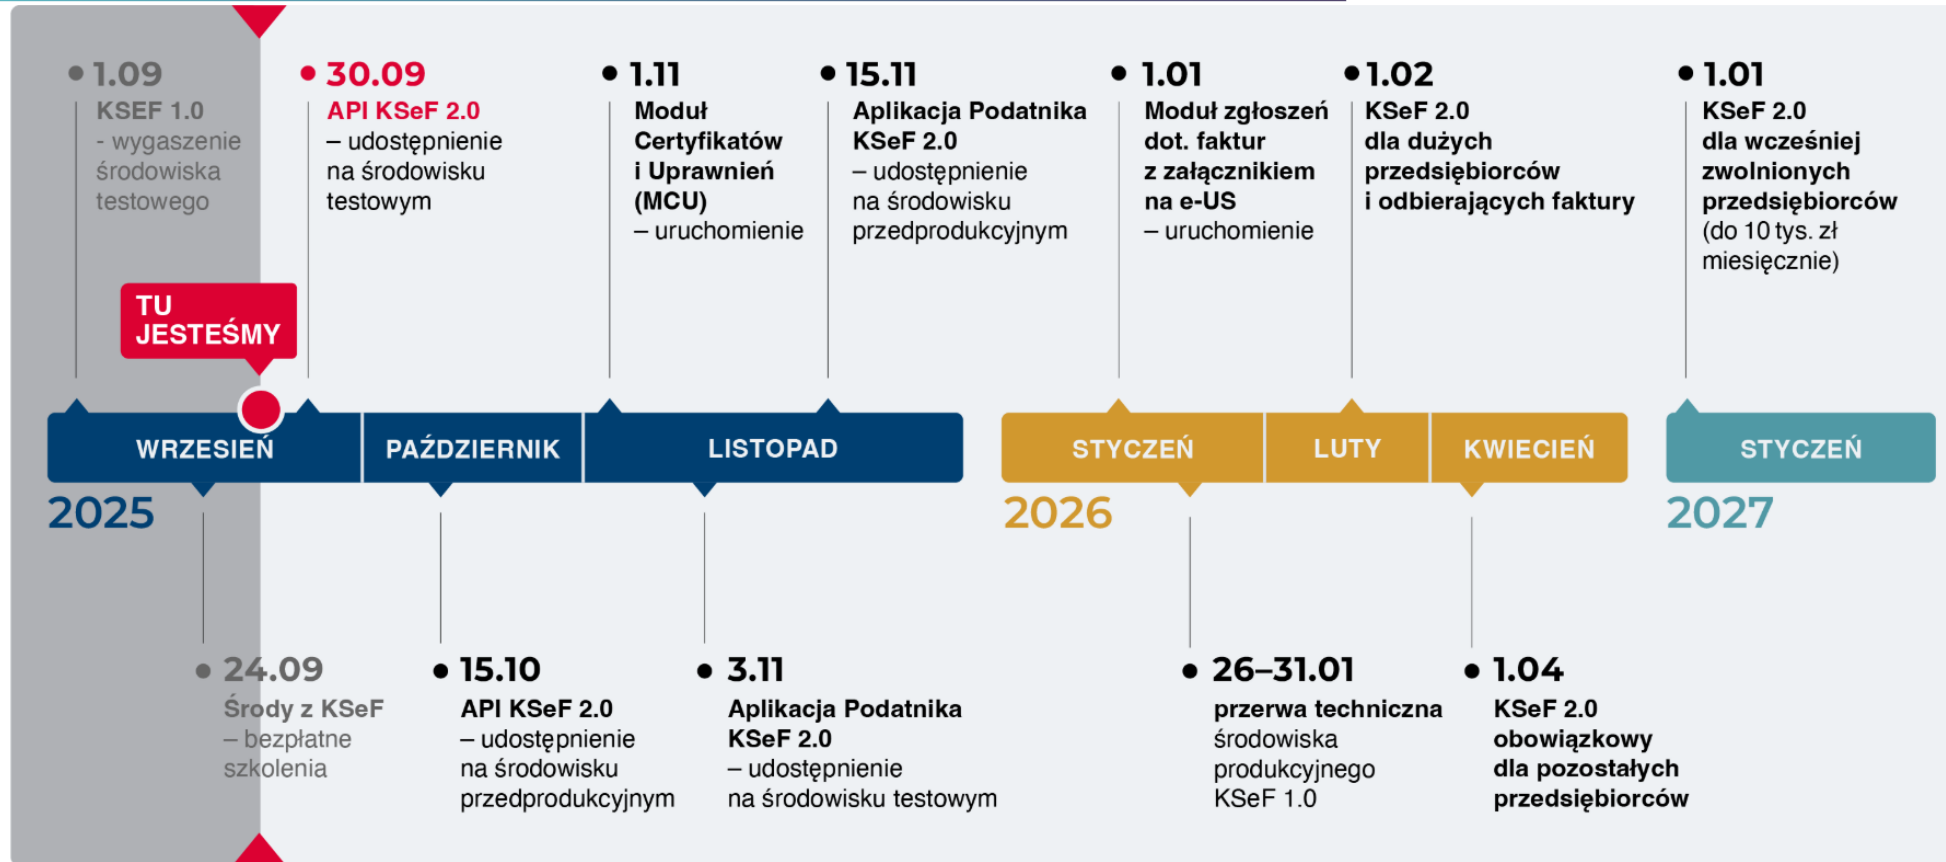 1.09
KSEF 1.0
- wygaszenie
środowiska
testowego
30.09
API KSeF 2.0
– udostępnienie
na środowisku
testowym
1.11
Moduł
Certyfikatów
i Uprawnień
(MCU)
– uruchomienie
15.11
Aplikacja Podatnika
KSeF 2.0
– udostępnienie
na środowisku
przedprodukcyjnym
1.01
Moduł zgłoszeń
dot. faktur
z załącznikiem
na e-US
– uruchomienie
1.02
KSeF 2.0
dla dużych
przedsiębiorców
i odbierających faktury
1.01
KSeF 2.0
dla wcześniej
zwolnionych
przedsiębiorców
(do 10 tys. zł
miesięcznie)
TU
JESTEŚMY
WRZESIEŃ
PAŹDZIERNIK
LISTOPAD
STYCZEŃ
LUTY
KWIECIEŃ
STYCZEŃ
2025
2026
2027
24.09
Środy z KSeF
– bezpłatne
szkolenia
15.10
API KSeF 2.0
– udostępnienie
na środowisku
przedprodukcyjnym
3.11
Aplikacja Podatnika
KSeF 2.0
– udostępnienie
na środowisku testowym
26–31.01
przerwa techniczna
środowiska
produkcyjnego
KSeF 1.0
1.04
KSeF 2.0
obowiązkowy
dla pozostałych
przedsiębiorców